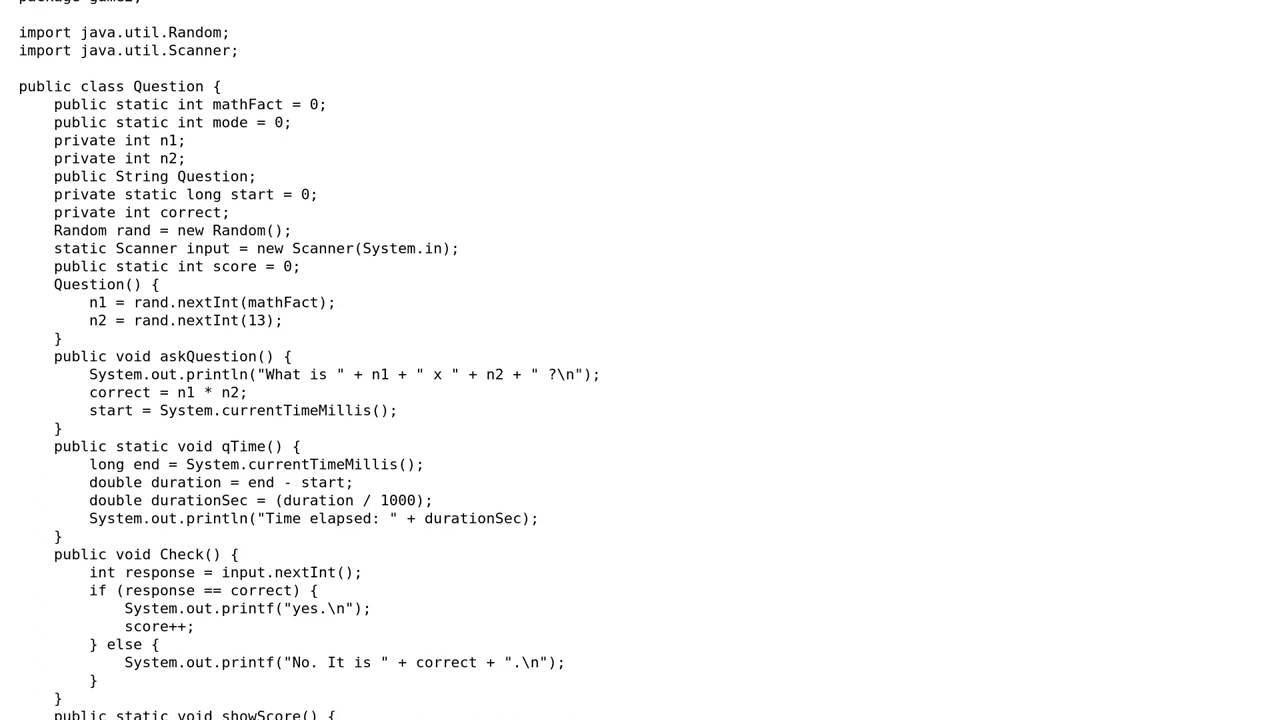 import java.util.Random;
import java.util.Scanner;

public class Question {
    public static int mathFact = 0;
    public static int mode = 0;
    private int n1;
    private int n2;
    public String Question;
    private static long start = 0;
    private int correct;
    Random rand = new Random();
    static Scanner input = new Scanner(System.in);
    public static int score = 0;
    Question() {
        n1 = rand.nextInt(mathFact);
        n2 = rand.nextInt(13);
    }
    public void askQuestion() {
        System.out.println("What is " + n1 + " x " + n2 + " ?\n");
        correct = n1 * n2;
        start = System.currentTimeMillis();
    }
    public static void qTime() {
        long end = System.currentTimeMillis();
        double duration = end - start;
        double durationSec = (duration / 1000);
        System.out.println("Time elapsed: " + durationSec);
    }
    public void Check() {
        int response = input.nextInt();
        if (response == correct) {
            System.out.printf("yes.\n");
            score++;
        } else {
            System.out.printf("No. It is " + correct + ".\n");
        }
    }
    public static void showScore() {